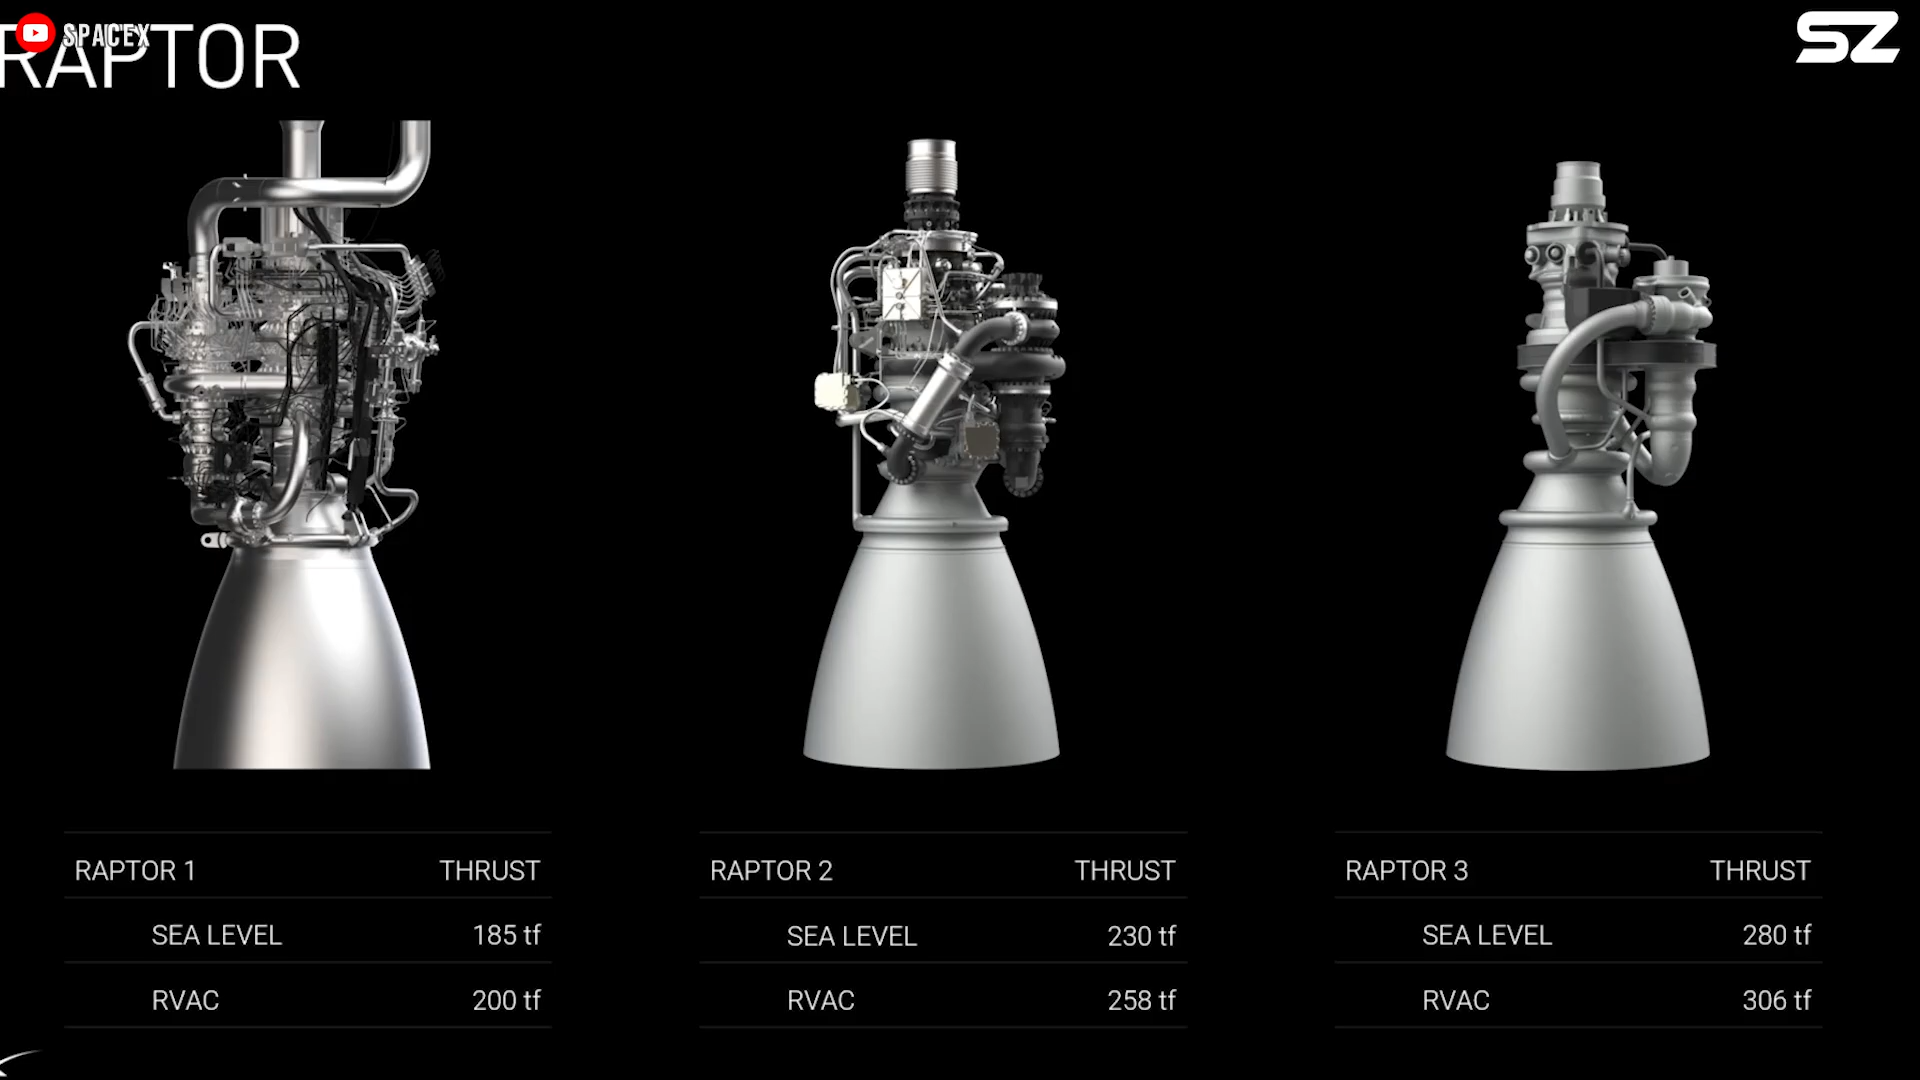 SPACEX
RAPTOR
SZ
RAPTOR 1 THRUST
SEA LEVEL 185 tf
RVAC 200 tf
RAPTOR 2 THRUST
SEA LEVEL 230 tf
RVAC 258 tf
RAPTOR 3 THRUST
SEA LEVEL 280 tf
RVAC 306 tf